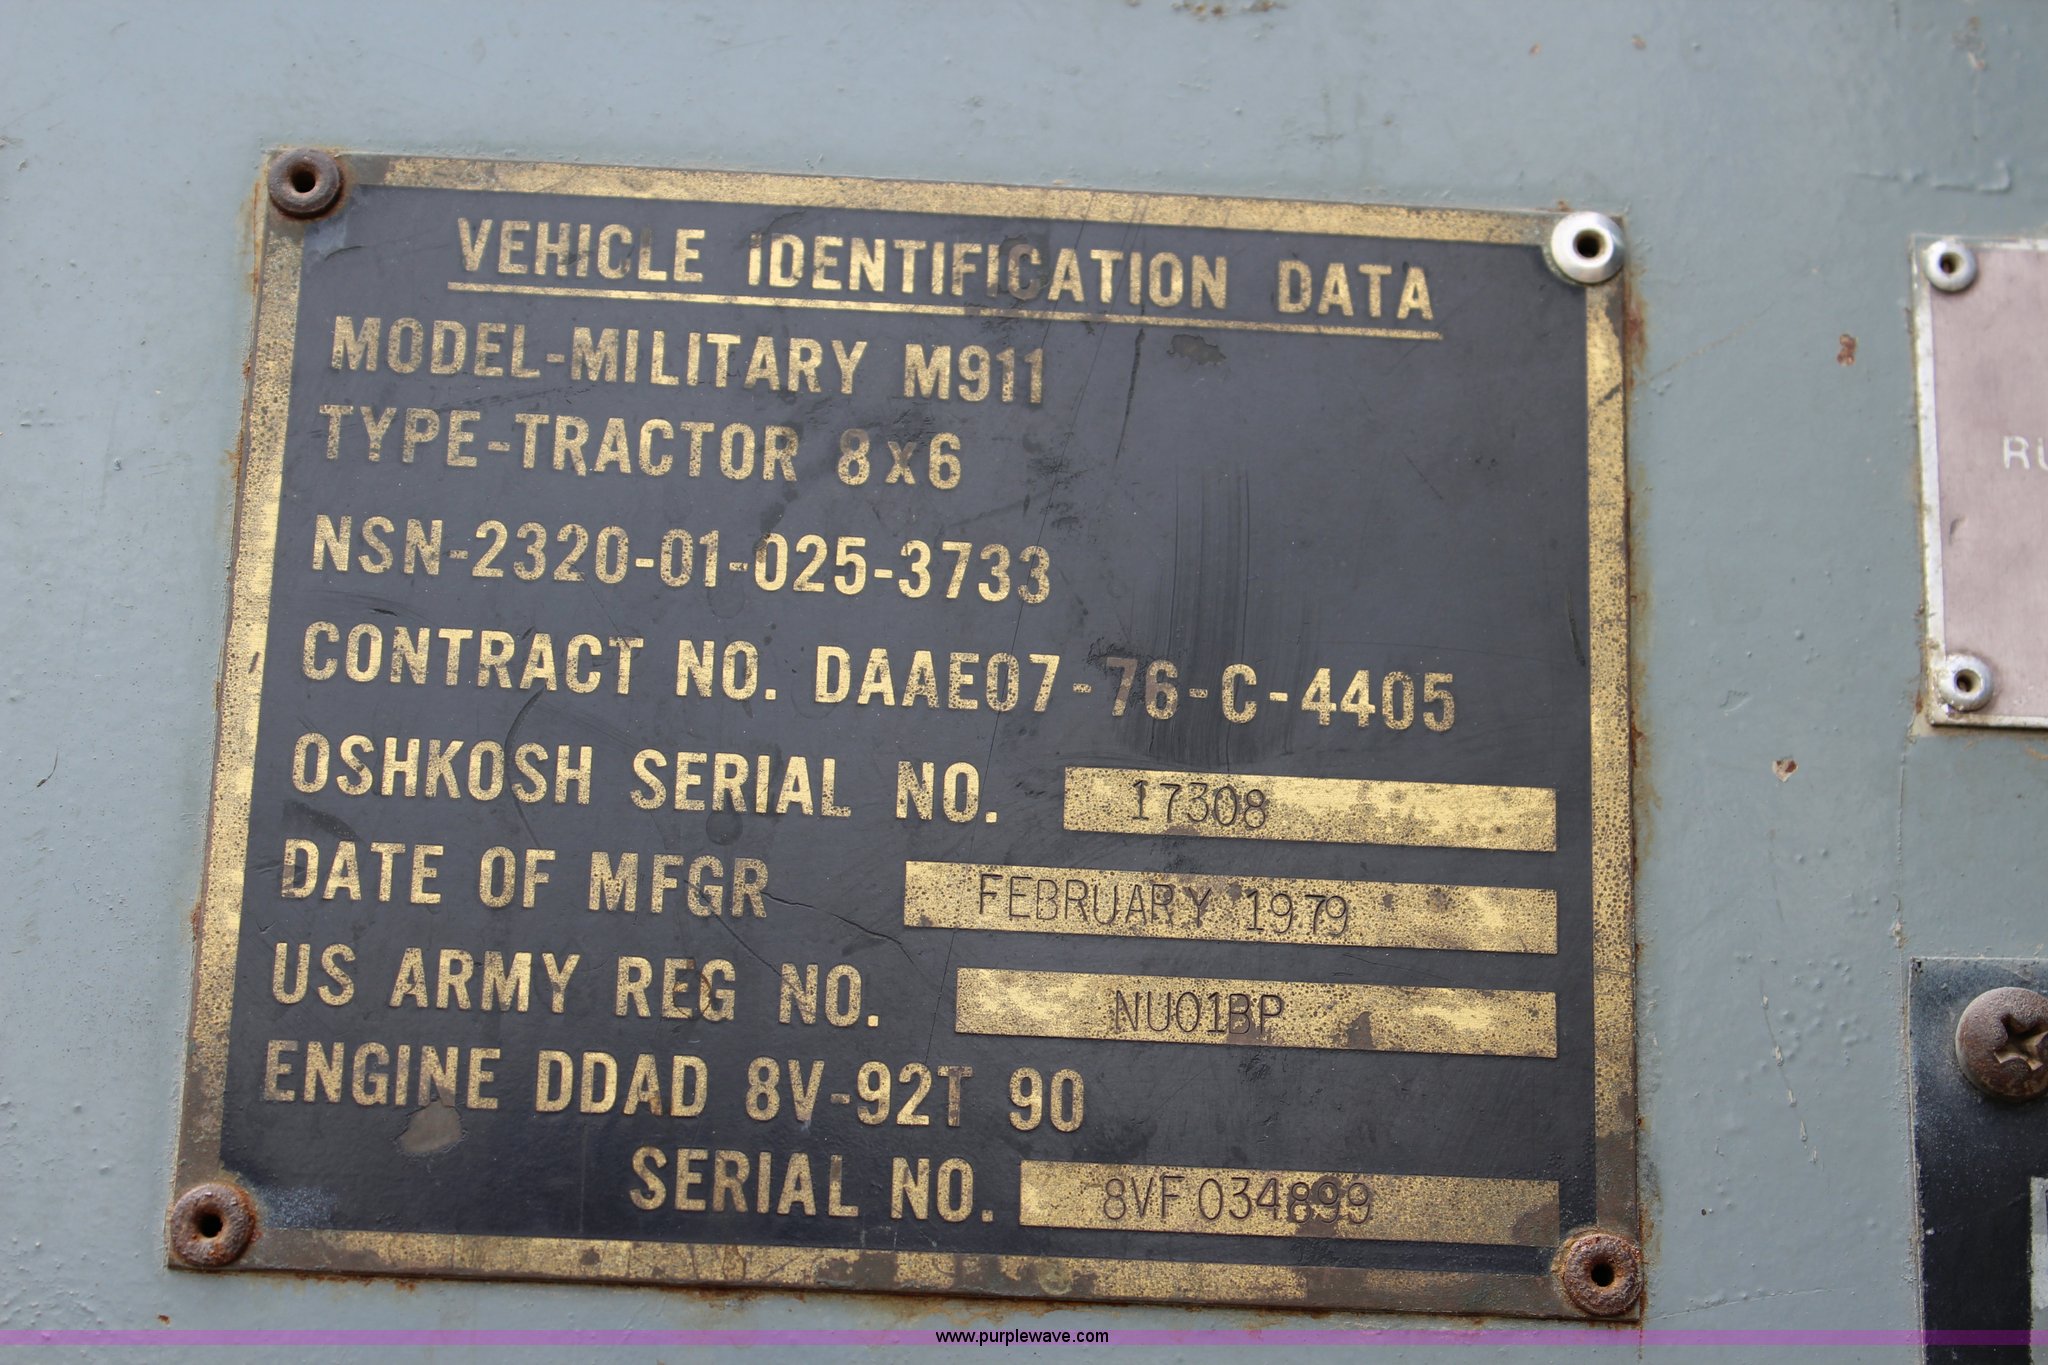 VEHICLE IDENTIFICATION DATA
MODEL-MILITARY M911
TYPE-TRACTOR 8x6
NSN-2320-01-025-3733
CONTRACT NO. DAAE07-76-C-4405
OSHKOSH SERIAL NO. 17308
DATE OF MFGR FEBRUARY 1979
US ARMY REG NO. NU01BP
ENGINE DDAD 8V-92T 90
SERIAL NO. 8VF034899
www.purplewave.com